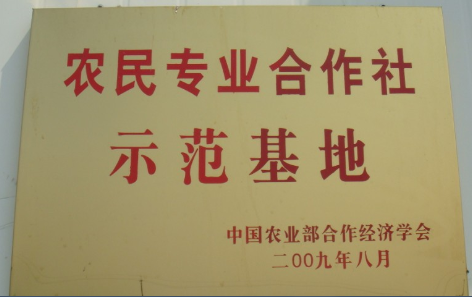 农民专业合作社
示范基地
中国农业部合作经济学会
二00九年八月